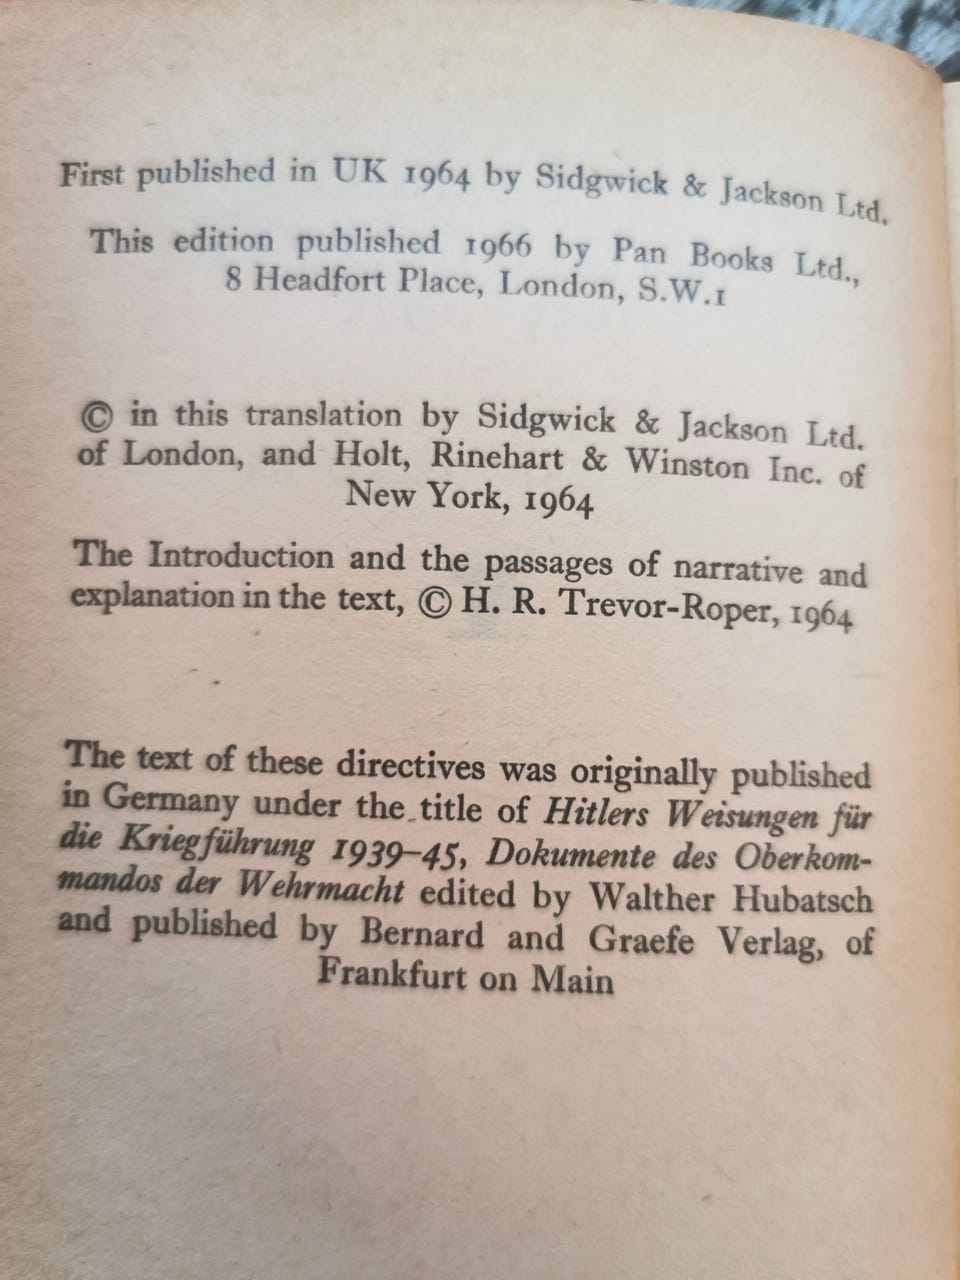 First published in UK 1964 by Sidgwick & Jackson Ltd.
This edition published 1966 by Pan Books Ltd.,
8 Headfort Place, London, S.W.1
© in this translation by Sidgwick & Jackson Ltd.
of London, and Holt, Rinehart & Winston Inc. of
New York, 1964
The Introduction and the passages of narrative and
explanation in the text, © H. R. Trevor-Roper, 1964
The text of these directives was originally published
in Germany under the title of Hitlers Weisungen für
die Kriegführung 1939–45, Dokumente des Oberkom-
mandos der Wehrmacht edited by Walther Hubatsch
and published by Bernard and Graefe Verlag, of
Frankfurt on Main